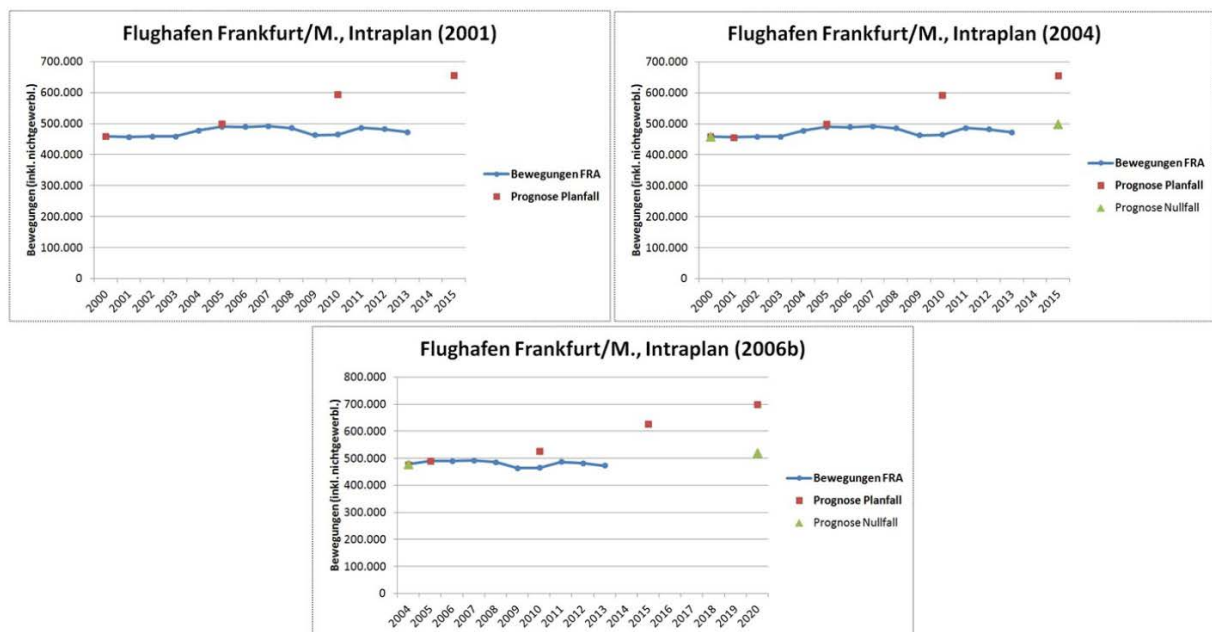 Flughafen Frankfurt/M., Intraplan (2001)
Bewegungen (inkl. nichtgewerbl.)
700.000
600.000
500.000
400.000
300.000
200.000
100.000
0
2000 2001 2002 2003 2004 2005 2006 2007 2008 2009 2010 2011 2012 2013 2014 2015
Bewegungen FRA
Prognose Planfall
Flughafen Frankfurt/M., Intraplan (2004)
Bewegungen (inkl. nichtgewerbl.)
700.000
600.000
500.000
400.000
300.000
200.000
100.000
0
2000 2001 2002 2003 2004 2005 2006 2007 2008 2009 2010 2011 2012 2013 2014 2015
Bewegungen FRA
Prognose Planfall
Prognose Nullfall
Flughafen Frankfurt/M., Intraplan (2006b)
Bewegungen (inkl. nichtgewerbl.)
800.000
700.000
600.000
500.000
400.000
300.000
200.000
100.000
0
2004 2005 2006 2007 2008 2009 2010 2011 2012 2013 2014 2015 2016 2017 2018 2019 2020
Bewegungen FRA
Prognose Planfall
Prognose Nullfall